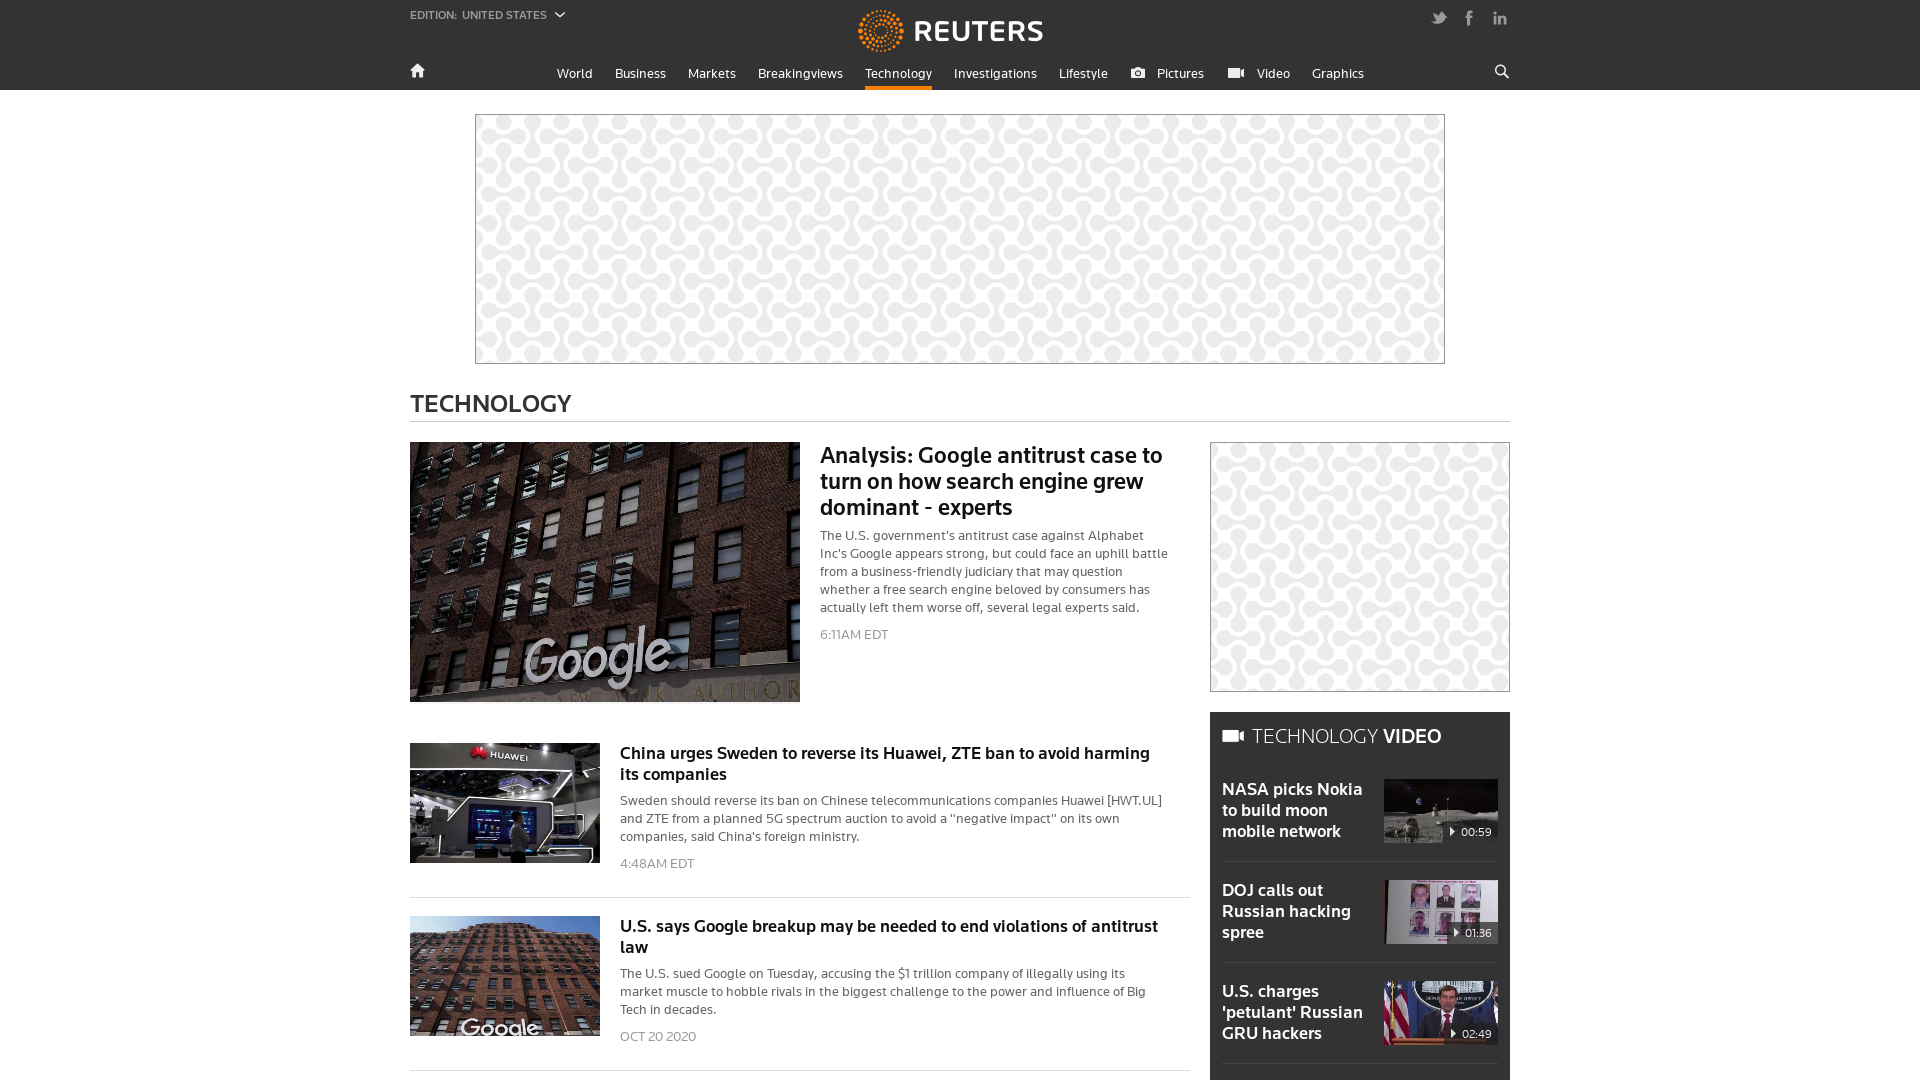 EDITION: UNITED STATES
REUTERS
World Business Markets Breakingviews Technology Investigations Lifestyle Pictures Video Graphics
TECHNOLOGY
Google
Analysis: Google antitrust case to
turn on how search engine grew
dominant - experts
The U.S. government's antitrust case against Alphabet
Inc's Google appears strong, but could face an uphill battle
from a business-friendly judiciary that may question
whether a free search engine beloved by consumers has
actually left them worse off, several legal experts said.
6:11AM EDT
HUAWEI
China urges Sweden to reverse its Huawei, ZTE ban to avoid harming
its companies
Sweden should reverse its ban on Chinese telecommunications companies Huawei [HWT.UL]
and ZTE from a planned 5G spectrum auction to avoid a "negative impact" on its own
companies, said China's foreign ministry.
4:48AM EDT
Google
U.S. says Google breakup may be needed to end violations of antitrust
law
The U.S. sued Google on Tuesday, accusing the $1 trillion company of illegally using its
market muscle to hobble rivals in the biggest challenge to the power and influence of Big
Tech in decades.
OCT 20 2020
TECHNOLOGY VIDEO
NASA picks Nokia
to build moon
mobile network
00:59
DOJ calls out
Russian hacking
spree
01:36
U.S. charges
'petulant' Russian
GRU hackers
02:49